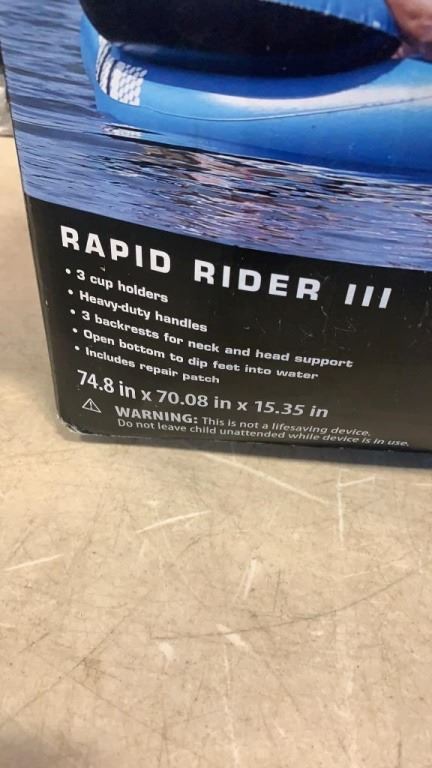 RAPID RIDER III
• 3 cup holders
• Heavy-duty handles
• 3 backrests for neck and head support
• Open bottom to dip feet into water
• Includes repair patch
74.8 in x 70.08 in x 15.35 in
⚠ WARNING: This is not a lifesaving device.
Do not leave child unattended while device is in use.